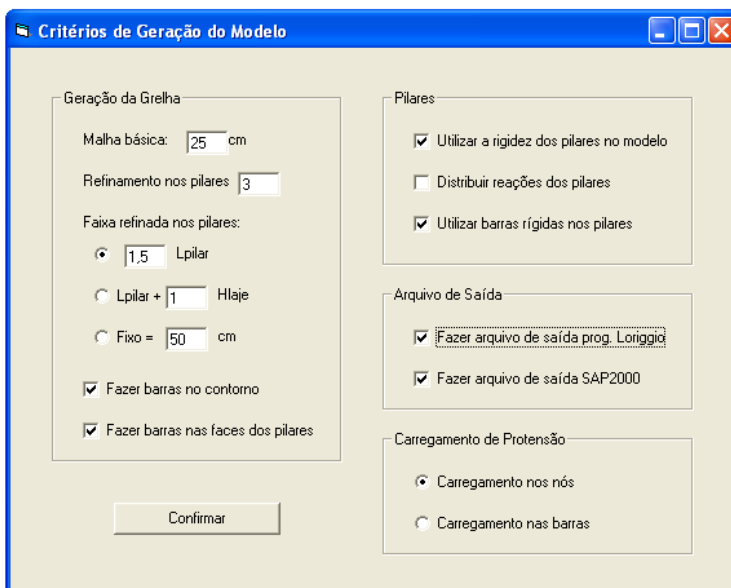 Critérios de Geração do Modelo
Geração da Grelha
Malha básica: 25 cm
Refinamento nos pilares 3
Faixa refinada nos pilares:
1,5 Lpilar
Lpilar + 1 Hlaje
Fixo = 50 cm
Fazer barras no contorno
Fazer barras nas faces dos pilares
Confirmar
Pilares
Utilizar a rigidez dos pilares no modelo
Distribuir reações dos pilares
Utilizar barras rígidas nos pilares
Arquivo de Saída
Fazer arquivo de saída prog. Loriggio
Fazer arquivo de saída SAP2000
Carregamento de Protensão
Carregamento nos nós
Carregamento nas barras